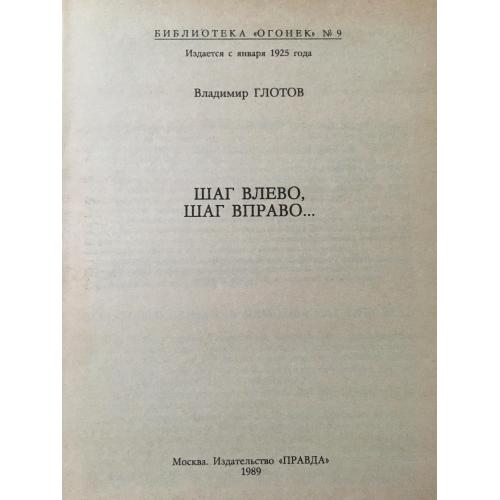 БИБЛИОТЕКА «ОГОНЕК» № 9
Издается с января 1925 года
Владимир ГЛОТОВ
ШАГ ВЛЕВО,
ШАГ ВПРАВО...
Москва. Издательство «ПРАВДА»
1989